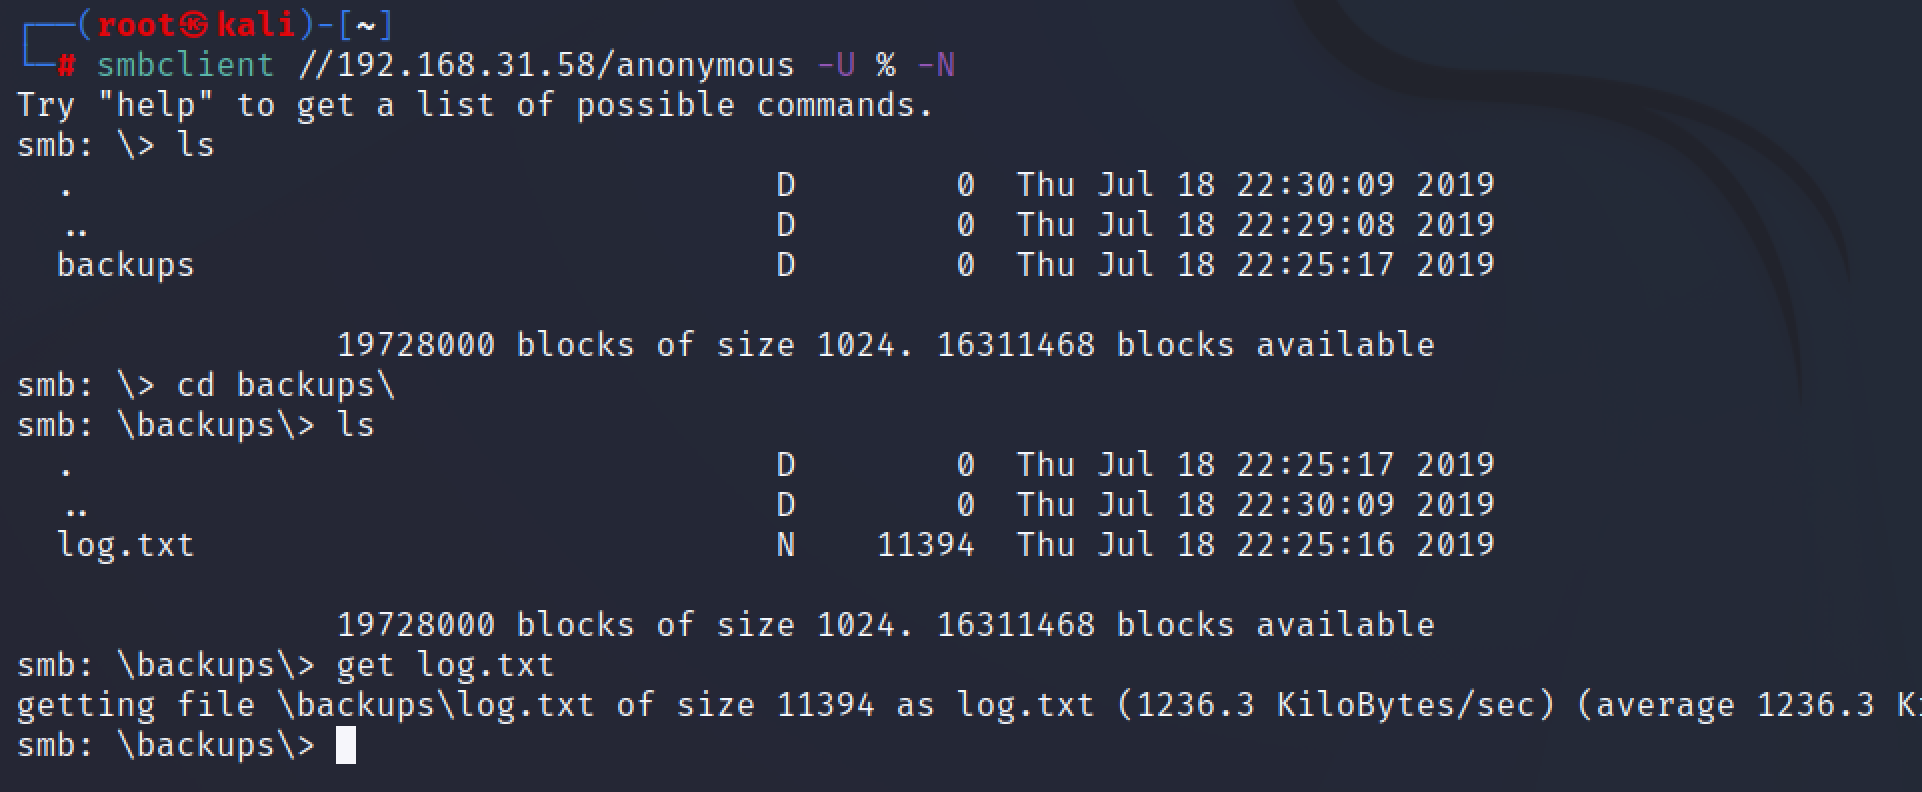 ┌──(root㉿kali)-[~]
└─# smbclient //192.168.31.58/anonymous -U % -N
Try "help" to get a list of possible commands.
smb: \> ls
  .                                   D        0  Thu Jul 18 22:30:09 2019
  ..                                  D        0  Thu Jul 18 22:29:08 2019
  backups                             D        0  Thu Jul 18 22:25:17 2019

                19728000 blocks of size 1024. 16311468 blocks available
smb: \> cd backups\
smb: \backups\> ls
  .                                   D        0  Thu Jul 18 22:25:17 2019
  ..                                  D        0  Thu Jul 18 22:30:09 2019
  log.txt                             N    11394  Thu Jul 18 22:25:16 2019

                19728000 blocks of size 1024. 16311468 blocks available
smb: \backups\> get log.txt
getting file \backups\log.txt of size 11394 as log.txt (1236.3 KiloBytes/sec) (average 1236.3 Ki
smb: \backups\>